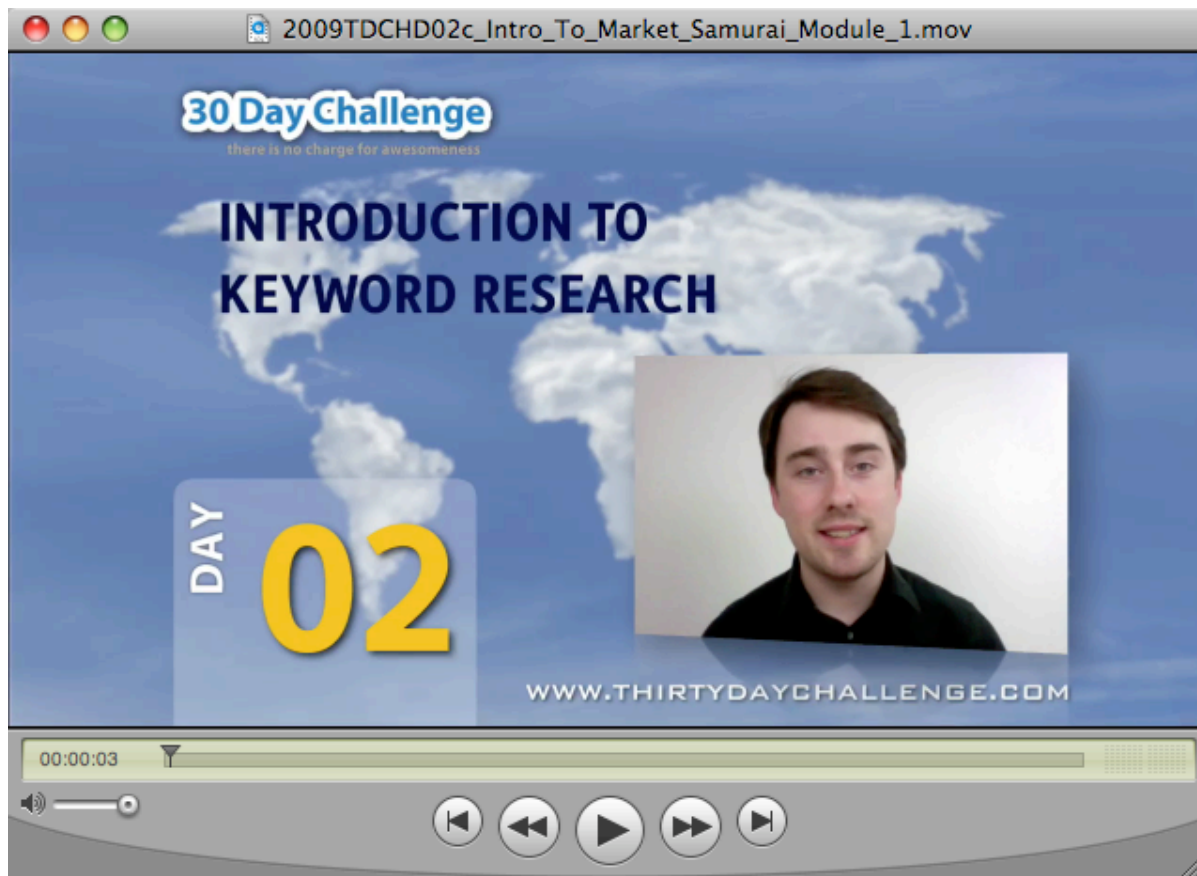 2009TDCHD02c_Intro_To_Market_Samurai_Module_1.mov
30 Day Challenge
there is no charge for awesomeness
INTRODUCTION TO
KEYWORD RESEARCH
DAY
02
WWW.THIRTYDAYCHALLENGE.COM
00:00:03